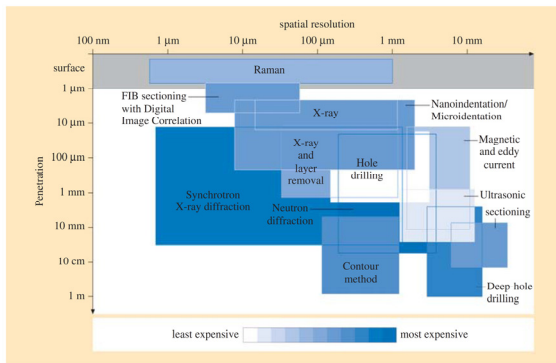 spatial resolution
100 nm
1 µm
10 µm
100 µm
1 mm
10 mm
surface
1 µm
10 µm
100 µm
1 mm
10 mm
10 cm
1 m
Penetration
Raman
FIB sectioning
with Digital
Image Correlation
X-ray
Nanoindentation/
Microidentation
X-ray
and
layer
removal
Hole
drilling
Magnetic
and eddy
current
Synchrotron
X-ray diffraction
Neutron
diffraction
Ultrasonic
sectioning
Contour
method
Deep hole
drilling
least expensive
most expensive